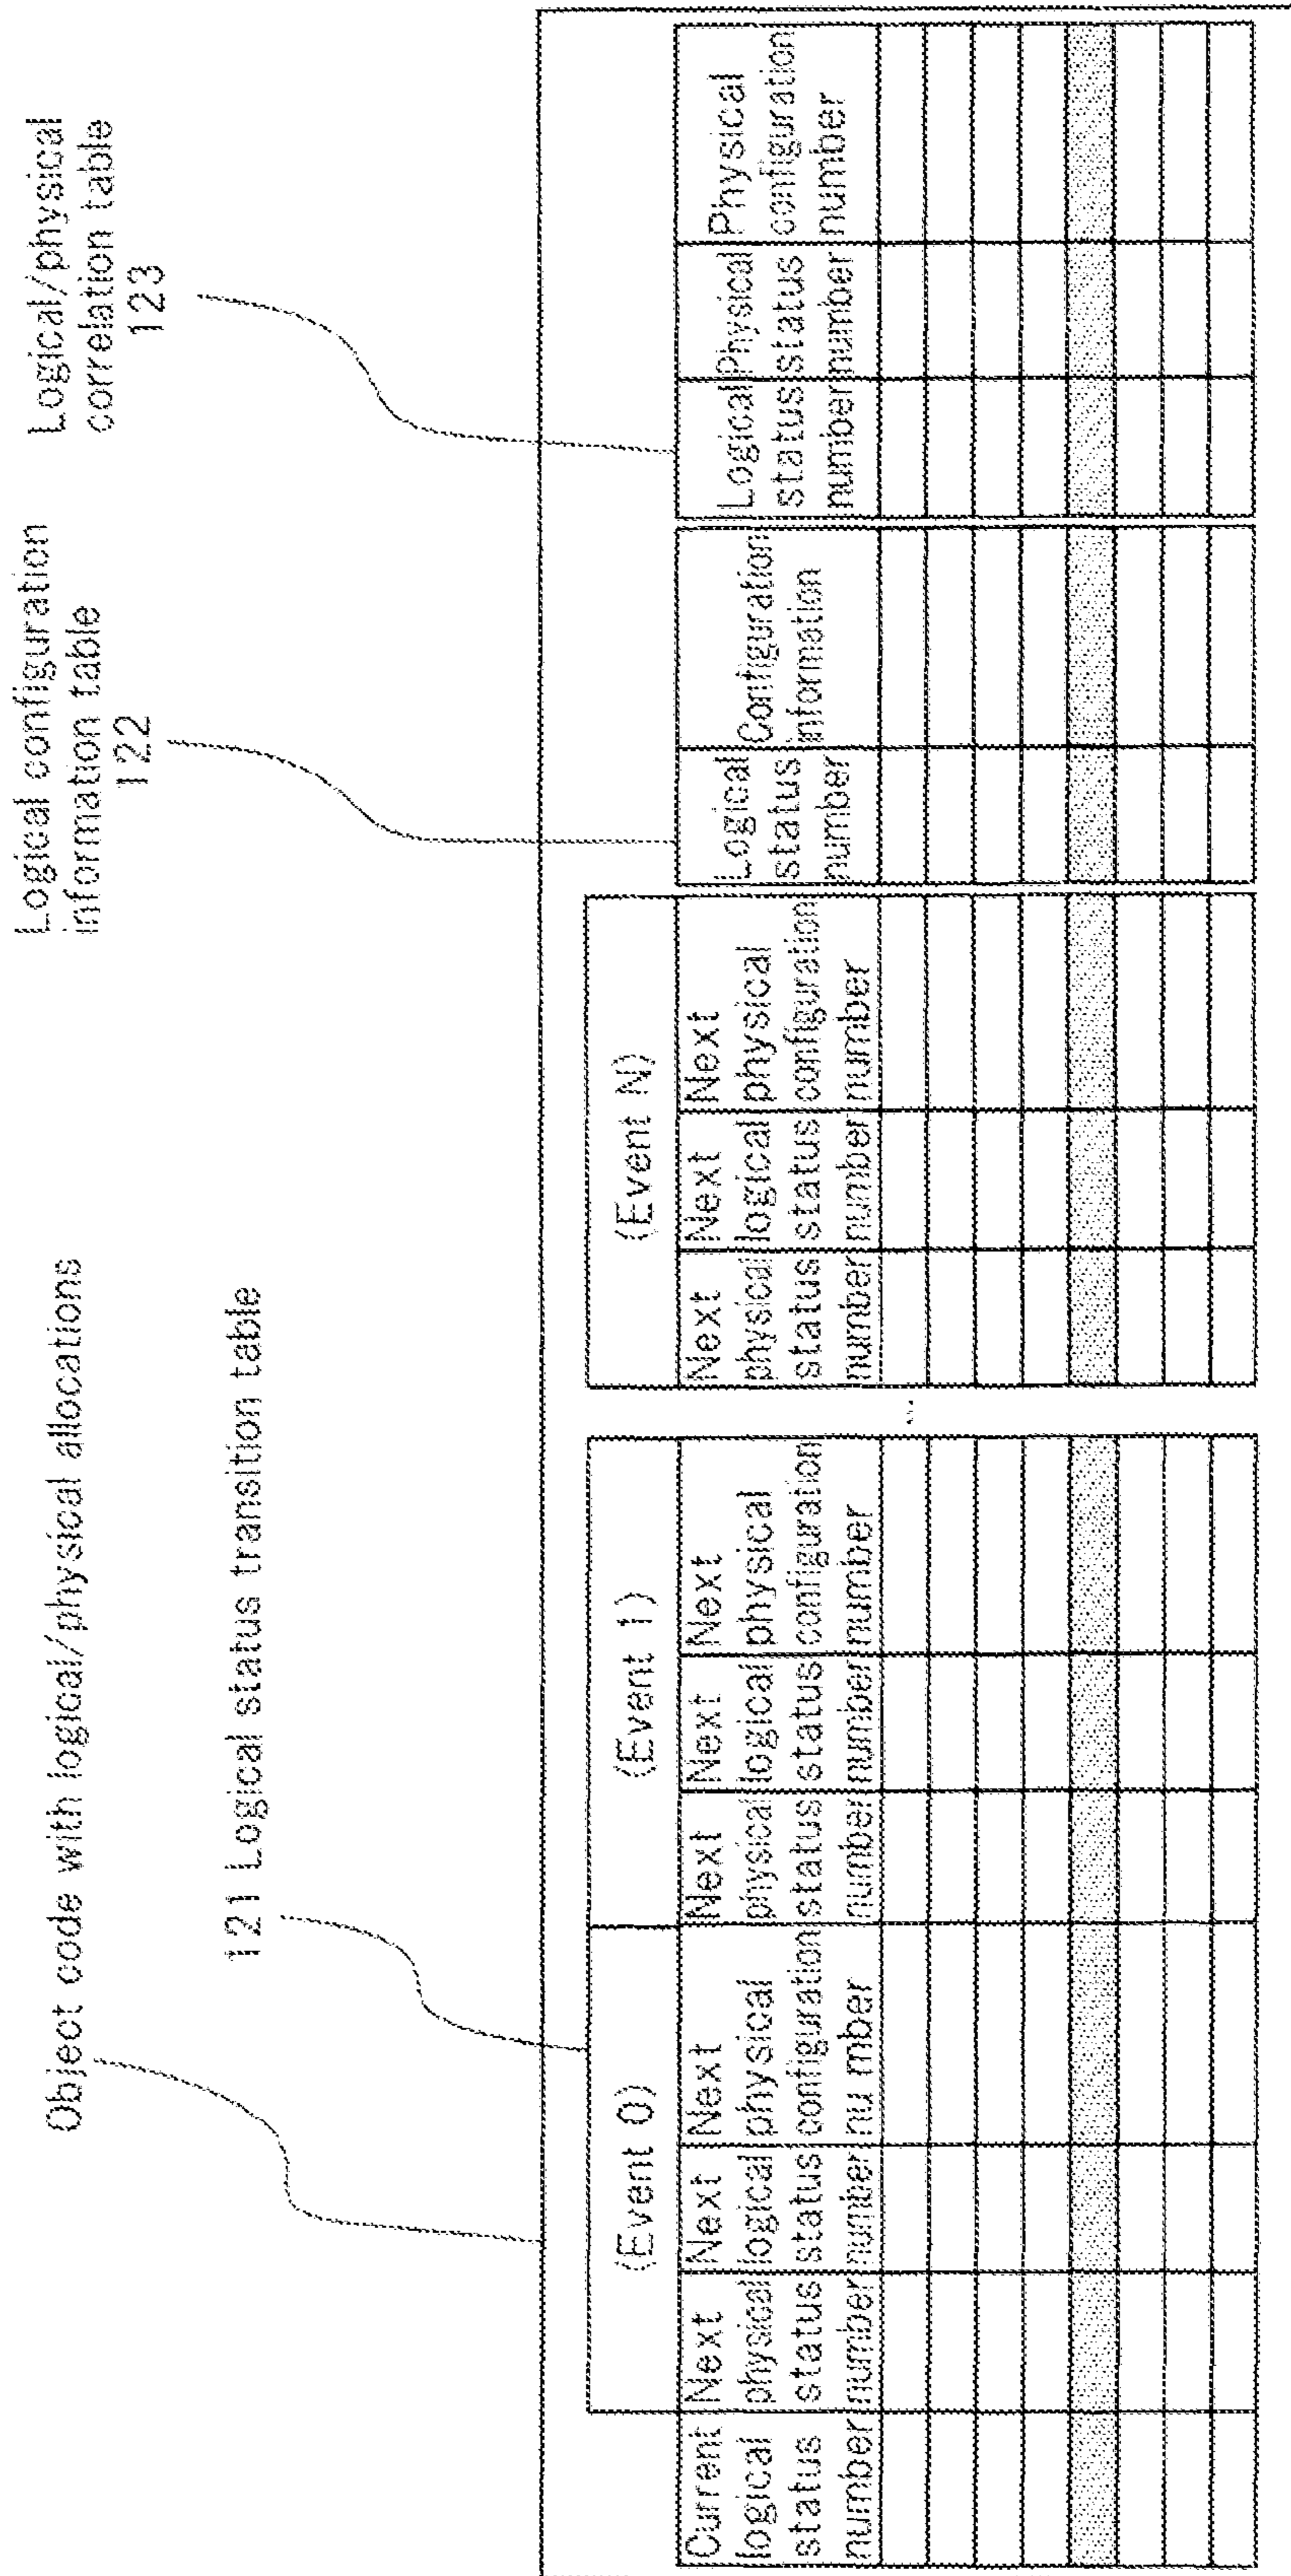 Object code with logical/physical allocations
121 Logical status transition table
Logical configuration
information table
122
Logical/physical
correlation table
123
(Event 0)
(Event 1)
(Event N)
Current
logical
status
number
Next
physical
status
number
Next
logical
status
number
Next
physical
configuration
nu mber
Next
physical
status
number
Next
logical
status
number
Next
physical
configuration
number
Next
physical
status
number
Next
logical
status
number
Next
physical
configuration
number
Logical
status
number
Configuration
information
Logical
status
number
Physical
status
number
Physical
configuration
number